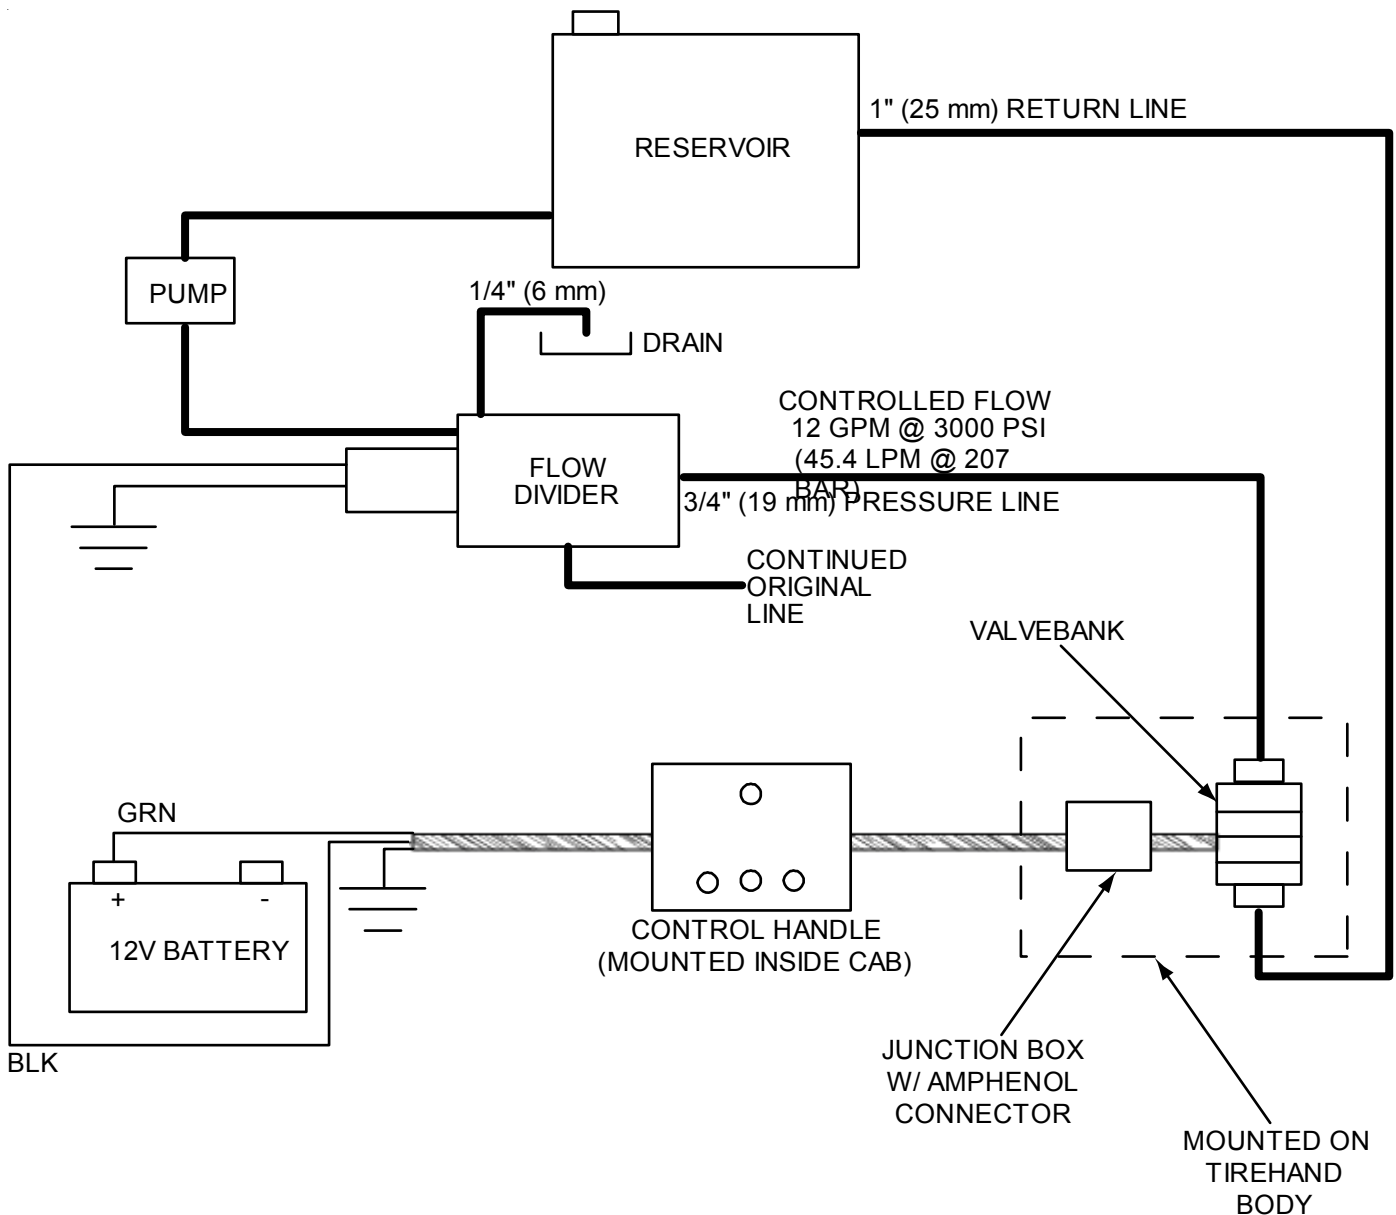 1" (25 mm) RETURN LINE
RESERVOIR
PUMP
1/4" (6 mm)
DRAIN
CONTROLLED FLOW
12 GPM @ 3000 PSI
(45.4 LPM @ 207
BAR)
3/4" (19 mm) PRESSURE LINE
FLOW
DIVIDER
CONTINUED
ORIGINAL
LINE
VALVEBANK
GRN
+ -
12V BATTERY
CONTROL HANDLE
(MOUNTED INSIDE CAB)
BLK
JUNCTION BOX
W/ AMPHENOL
CONNECTOR
MOUNTED ON
TIREHAND
BODY